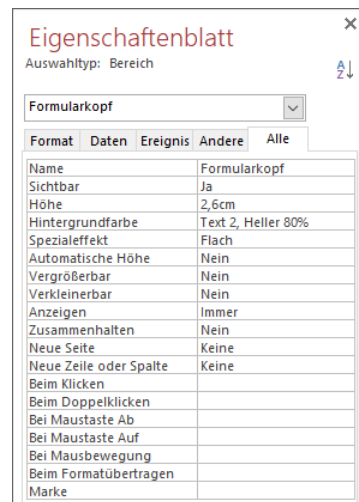 Eigenschaftenblatt
Auswahltyp: Bereich
Formularkopf
Format Daten Ereignis Andere Alle
Name Formularkopf
Sichtbar Ja
Höhe 2,6cm
Hintergrundfarbe Text 2, Heller 80%
Spezialeffekt Flach
Automatische Höhe Nein
Vergrößerbar Nein
Verkleinerbar Nein
Anzeigen Immer
Zusammenhalten Nein
Neue Seite Keine
Neue Zeile oder Spalte Keine
Beim Klicken
Beim Doppelklicken
Bei Maustaste Ab
Bei Maustaste Auf
Bei Mausbewegung
Beim Formatübertragen
Marke